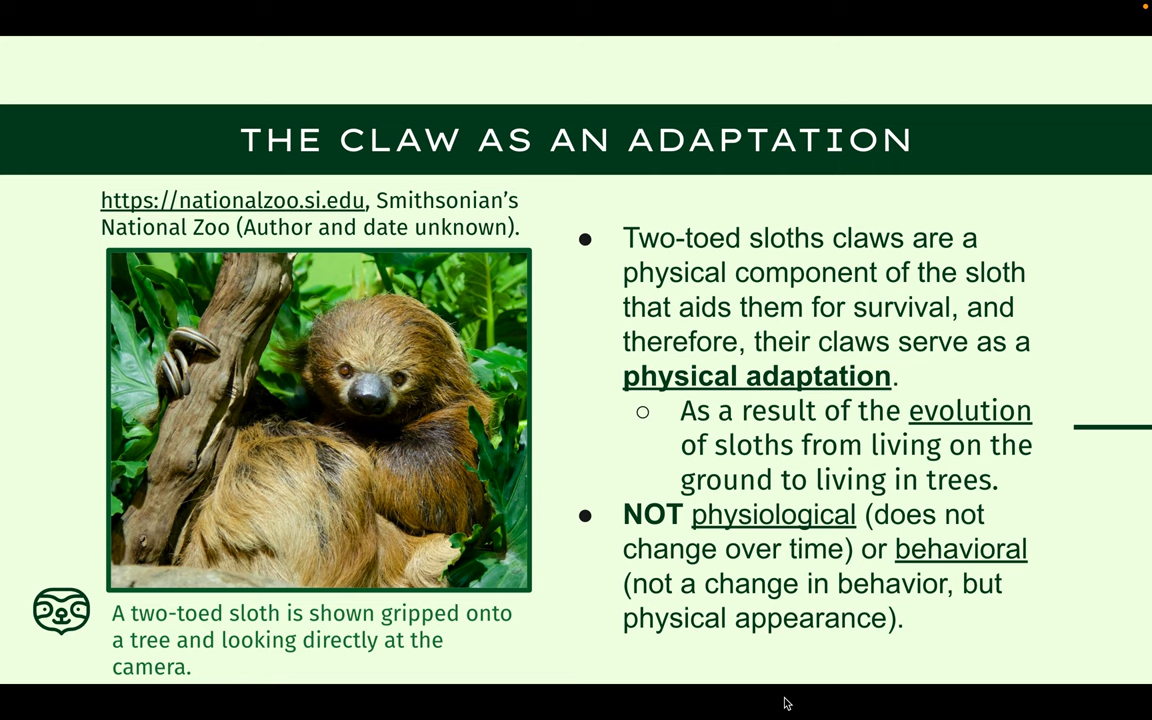 THE CLAW AS AN ADAPTATION
https://nationalzoo.si.edu, Smithsonian’s
National Zoo (Author and date unknown).
A two-toed sloth is shown gripped onto
a tree and looking directly at the
camera.
● Two-toed sloths claws are a
physical component of the sloth
that aids them for survival, and
therefore, their claws serve as a
physical adaptation.
○ As a result of the evolution
of sloths from living on the
ground to living in trees.
● NOT physiological (does not
change over time) or behavioral
(not a change in behavior, but
physical appearance).